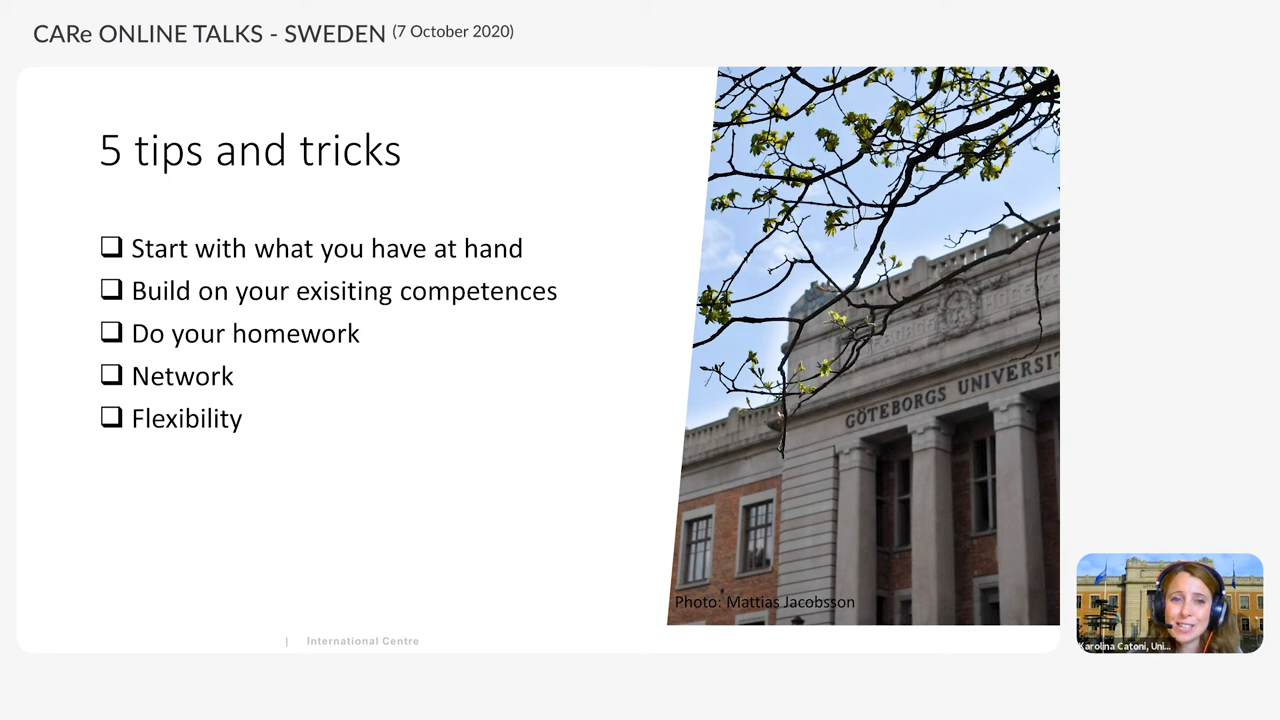 CARe ONLINE TALKS - SWEDEN (7 October 2020)
5 tips and tricks
❑ Start with what you have at hand
❑ Build on your exisiting competences
❑ Do your homework
❑ Network
❑ Flexibility
GÖTEBORGS UNIVERSI
Photo: Mattias Jacobsson
| International Centre
Karolina Catoni, Uni...